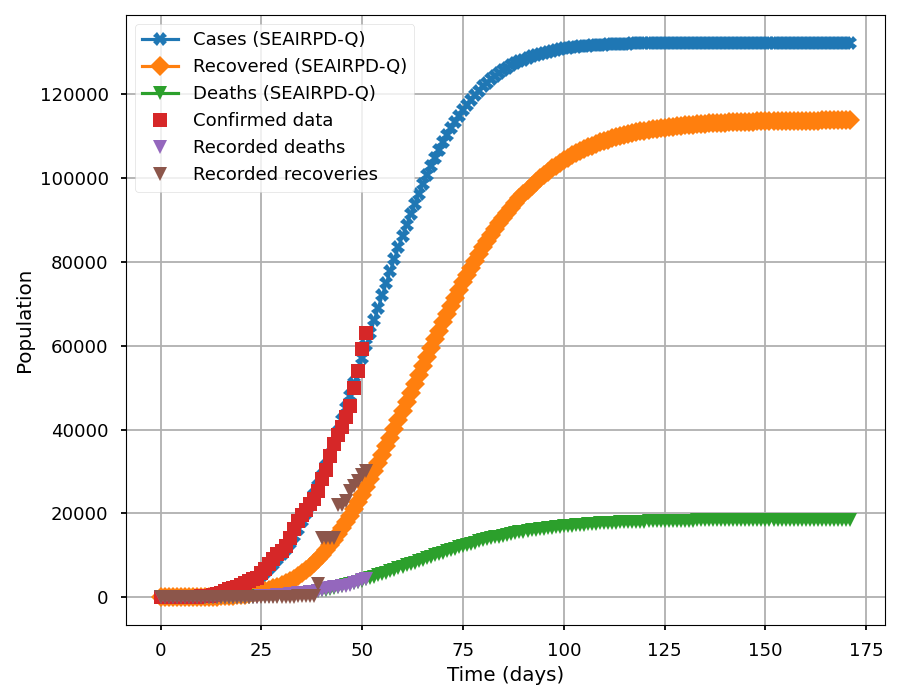 Cases (SEAIRPD-Q)
Recovered (SEAIRPD-Q)
Deaths (SEAIRPD-Q)
Confirmed data
Recorded deaths
Recorded recoveries
120000
100000
80000
60000
40000
20000
0
Population
0 25 50 75 100 125 150 175
Time (days)